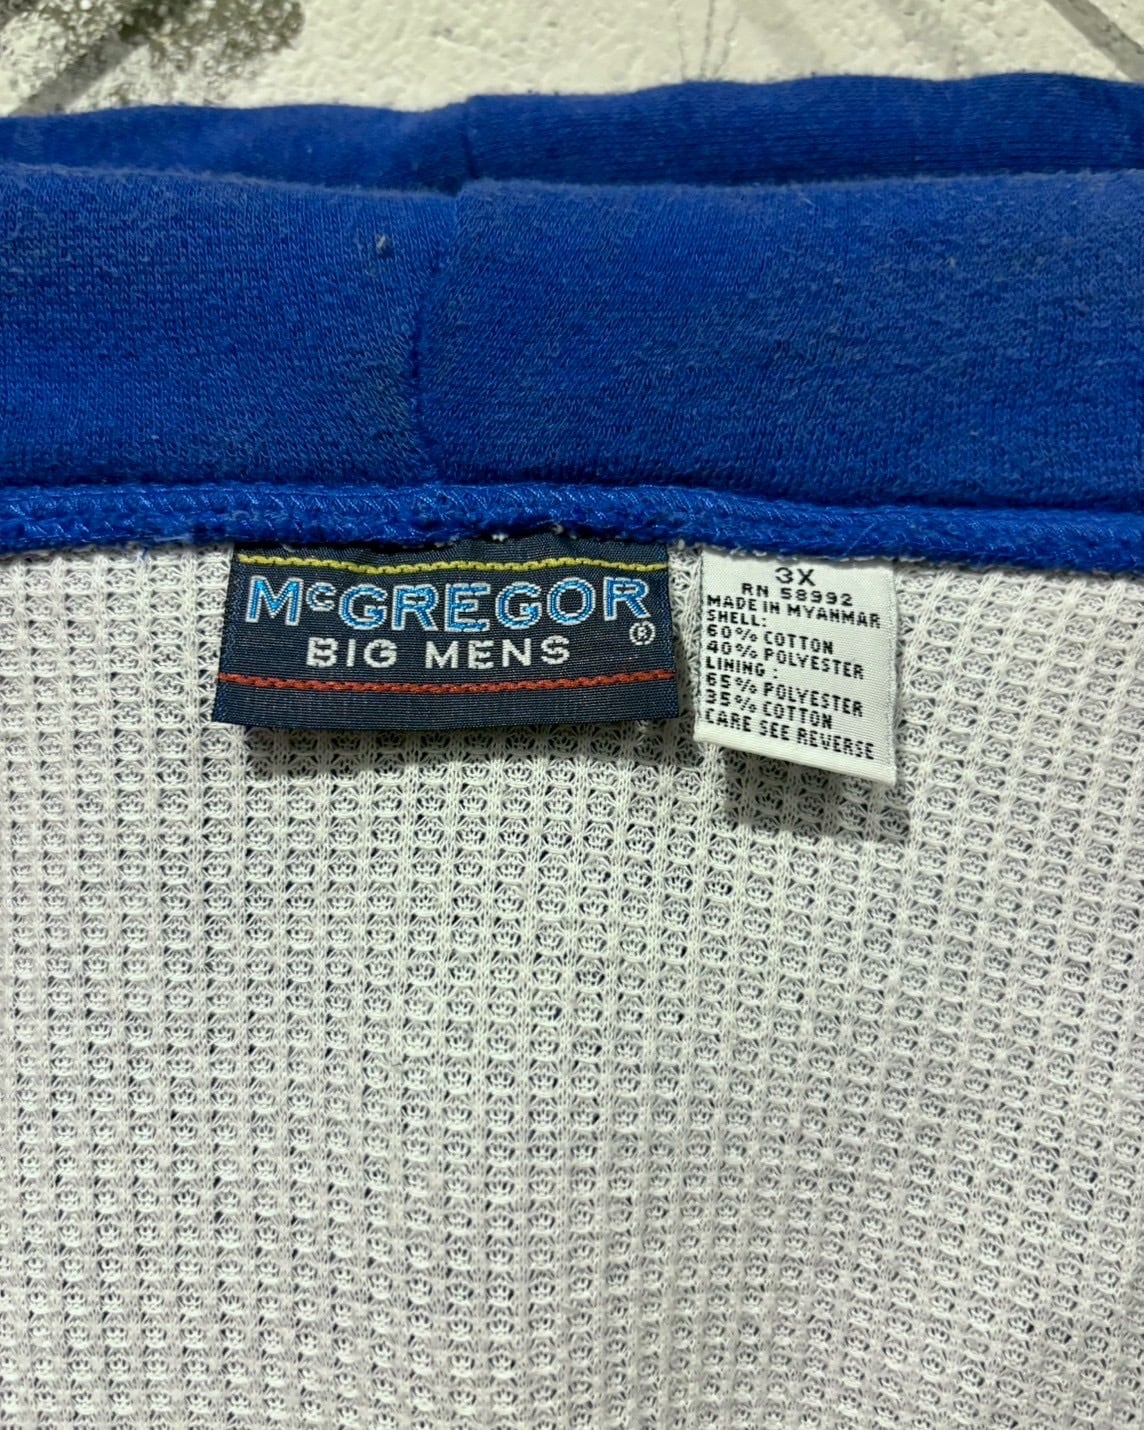 McGREGOR
®
BIG MENS
3X
RN 58992
MADE IN MYANMAR
SHELL:
60% COTTON
40% POLYESTER
LINING :
65% POLYESTER
35% COTTON
CARE SEE REVERSE